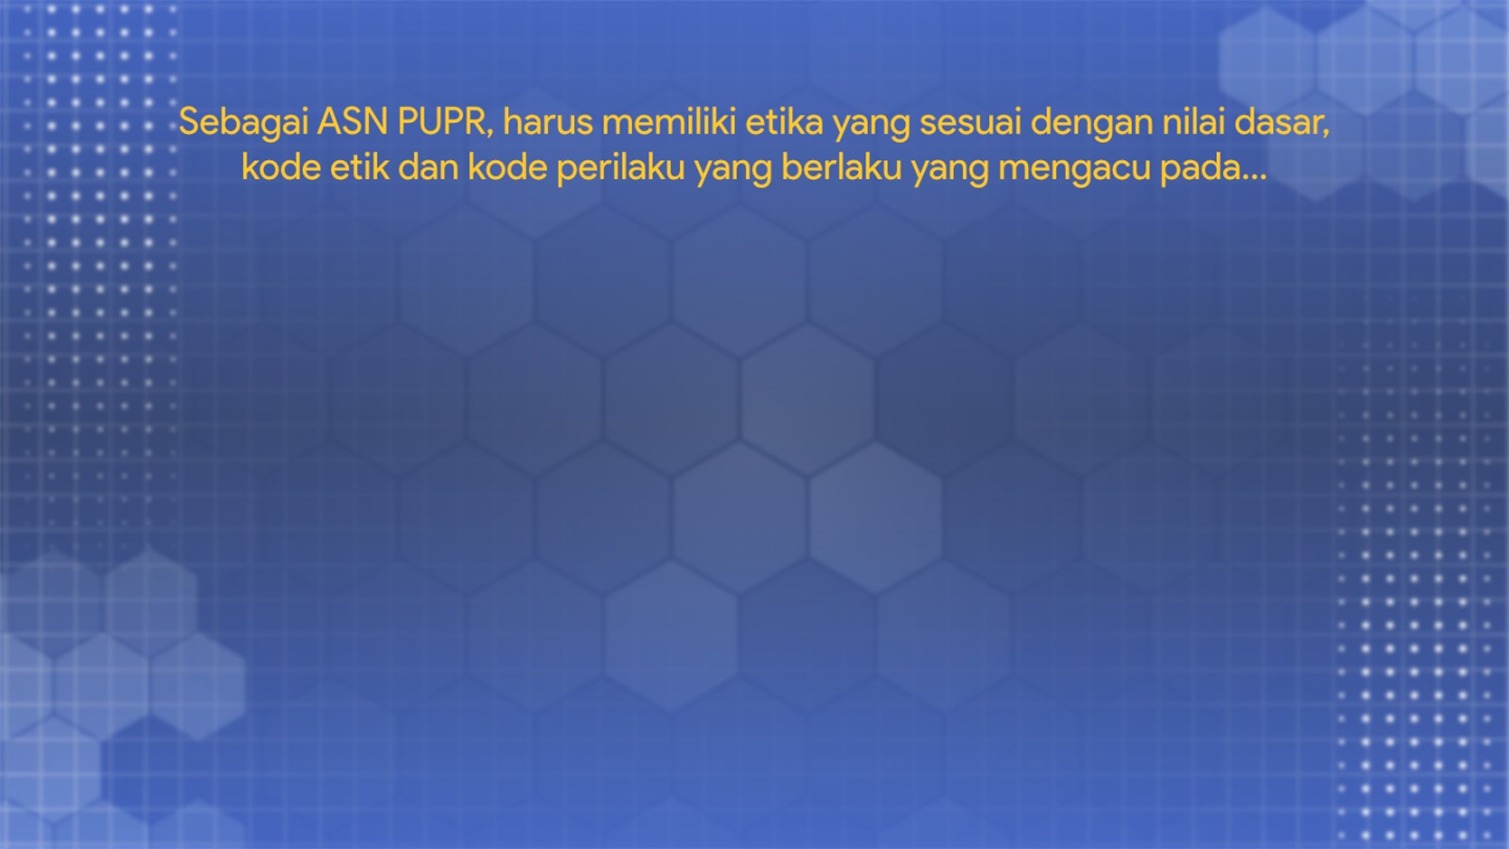 Sebagai ASN PUPR, harus memiliki etika yang sesuai dengan nilai dasar,
kode etik dan kode perilaku yang berlaku yang mengacu pada...